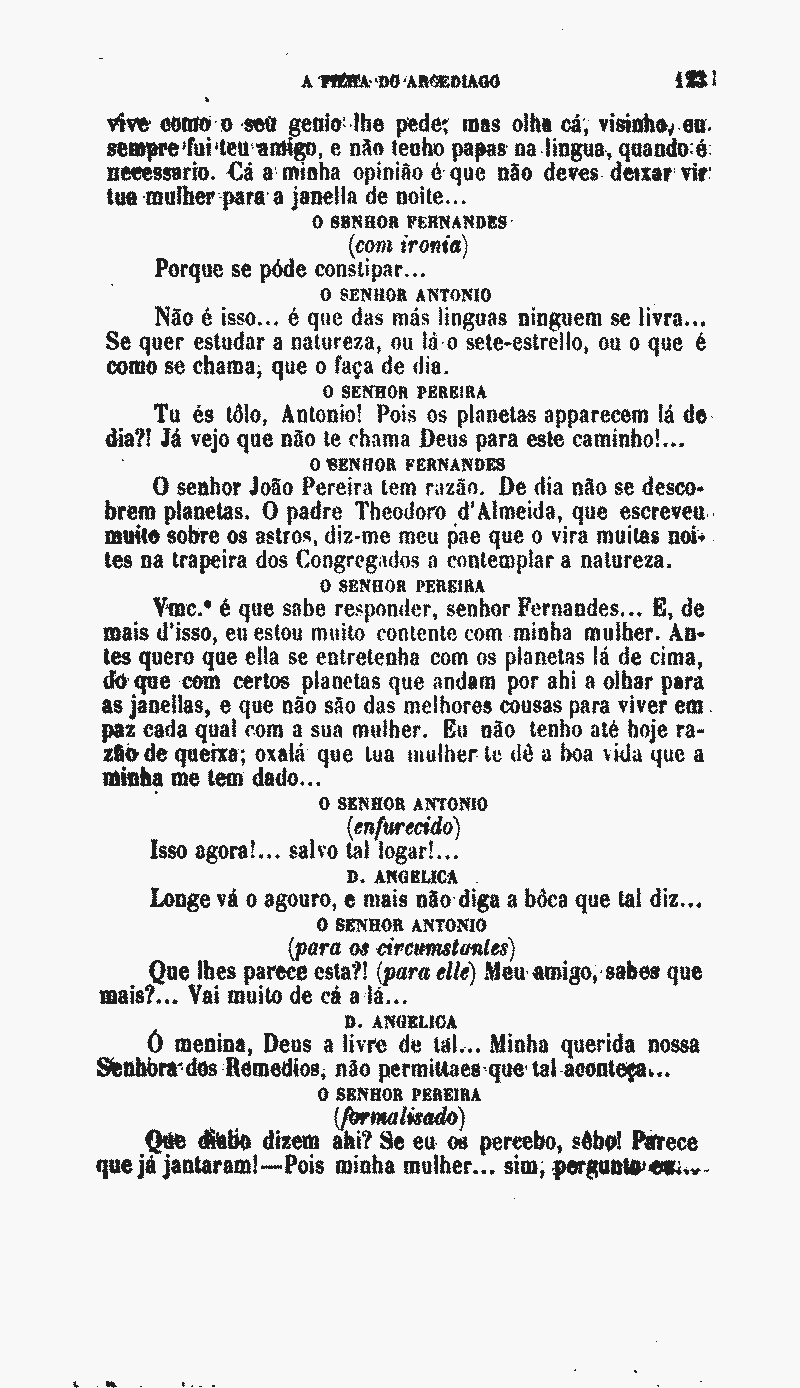 A FILHA DO ARCEDIAGO 123
vive como o seu genio lhe pede; mas olha cá, visinho, eu
sempre fui teu amigo, e não tenho papas na lingua, quando é
necessario. Cá a minha opinião é que não deves deixar vir
tua mulher para a janella de noite...
O SENHOR FERNANDES
(com ironia)
Porque se póde constipar...
O SENHOR ANTONIO
Não é isso... é que das más linguas ninguem se livra...
Se quer estudar a natureza, ou lá o sete-estrello, ou o que é
como se chama, que o faça de dia.
O SENHOR PEREIRA
Tu és tôlo, Antonio! Pois os planetas apparecem lá de
dia?! Já vejo que não te chama Deus para este caminho!...
O SENHOR FERNANDES
O senhor João Pereira tem razão. De dia não se desco-
brem planetas. O padre Theodoro d'Almeida, que escreveu
muito sobre os astros, diz-me meu pae que o vira muitas noi-
tes na trapeira dos Congregados a contemplar a natureza.
O SENHOR PEREIRA
Vmc.ᵉ é que sabe responder, senhor Fernandes... E, de
mais d'isso, eu estou muito contente com minha mulher. An-
tes quero que ella se entretenha com os planetas lá de cima,
do que com certos planetas que andam por ahi a olhar para
as janellas, e que não são das melhores cousas para viver em
paz cada qual com a sua mulher. Eu não tenho até hoje ra-
zão de queixa; oxalá que tua mulher te dê a boa vida que a
minha me tem dado...
O SENHOR ANTONIO
(enfurecido)
Isso agora!... salvo tal logar!...
D. ANGELICA
Longe vá o agouro, e mais não diga a bôca que tal diz...
O SENHOR ANTONIO
(para os circumstantes)
Que lhes parece esta?! (para elle) Meu amigo, sabes que
mais?... Vai muito de cá a lá...
D. ANGELICA
Ó menina, Deus a livre de tal... Minha querida nossa
Senhora dos Remedios, não permittaes que tal aconteça...
O SENHOR PEREIRA
(formalisado)
Que diabo dizem ahi? Se eu os percebo, sêbo! Parece
que já jantaram!—Pois minha mulher... sim, pergunto eu...